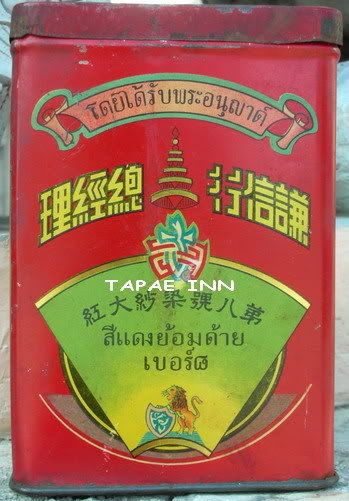 โดยได้รับพระอนุญาต
謙信行 總經理
TAPAE INN
第八號染紗大紅
สีแดงย้อมด้าย
เบอร์๘